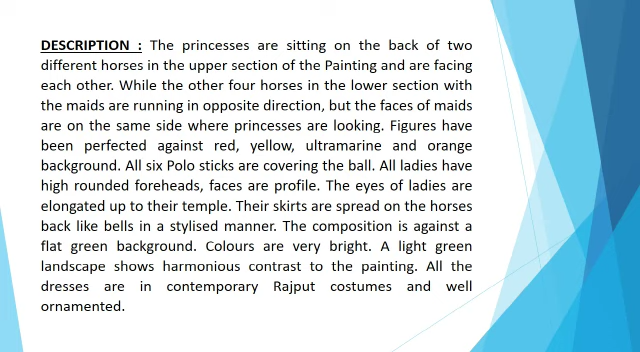 DESCRIPTION : The princesses are sitting on the back of two
different horses in the upper section of the Painting and are facing
each other. While the other four horses in the lower section with
the maids are running in opposite direction, but the faces of maids
are on the same side where princesses are looking. Figures have
been perfected against red, yellow, ultramarine and orange
background. All six Polo sticks are covering the ball. All ladies have
high rounded foreheads, faces are profile. The eyes of ladies are
elongated up to their temple. Their skirts are spread on the horses
back like bells in a stylised manner. The composition is against a
flat green background. Colours are very bright. A light green
landscape shows harmonious contrast to the painting. All the
dresses are in contemporary Rajput costumes and well
ornamented.